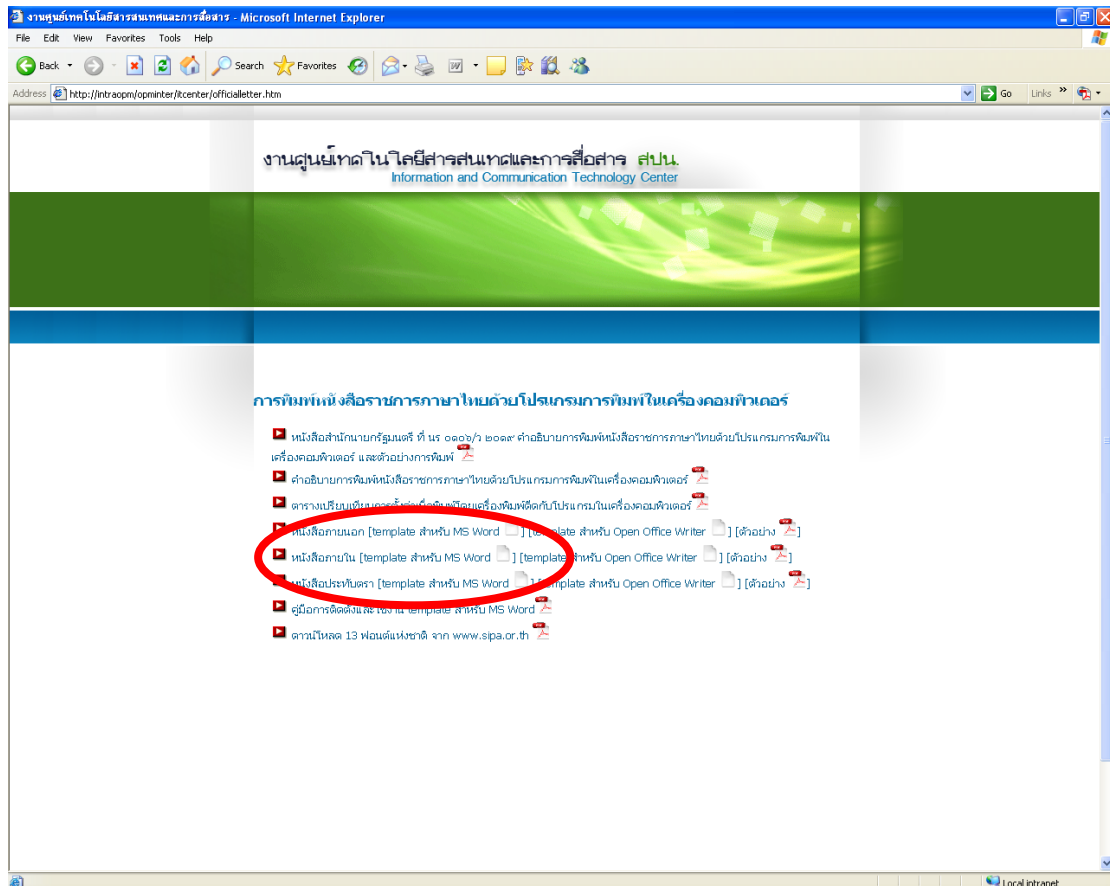 งานศูนย์เทคโนโลยีสารสนเทศและการสื่อสาร - Microsoft Internet Explorer
File Edit View Favorites Tools Help
Back Search Favorites
Address http://intraopm/opminter/itcenter/officialletter.htm Go Links »
งานศูนย์เทคโนโลยีสารสนเทศและการสื่อสาร สปน.
Information and Communication Technology Center
การพิมพ์หนังสือราชการภาษาไทยด้วยโปรแกรมการพิมพ์ในเครื่องคอมพิวเตอร์
หนังสือสำนักนายกรัฐมนตรี ที่ นร ๐๑๐๖/ว ๒๐๑๙ คำอธิบายการพิมพ์หนังสือราชการภาษาไทยด้วยโปรแกรมการพิมพ์ใน
เครื่องคอมพิวเตอร์ และตัวอย่างการพิมพ์
คำอธิบายการพิมพ์หนังสือราชการภาษาไทยด้วยโปรแกรมการพิมพ์ในเครื่องคอมพิวเตอร์
ตารางเปรียบเทียบการตั้งค่าเพื่อพิมพ์โดยเครื่องพิมพ์ดีดกับโปรแกรมในเครื่องคอมพิวเตอร์
หนังสือภายนอก [template สำหรับ MS Word ] [template สำหรับ Open Office Writer ] [ตัวอย่าง ]
หนังสือภายใน [template สำหรับ MS Word ] [template สำหรับ Open Office Writer ] [ตัวอย่าง ]
หนังสือประทับตรา [template สำหรับ MS Word ] [template สำหรับ Open Office Writer ] [ตัวอย่าง ]
คู่มือการติดตั้งและใช้งาน template สำหรับ MS Word
ดาวน์โหลด 13 ฟอนต์แห่งชาติ จาก www.sipa.or.th
Local intranet